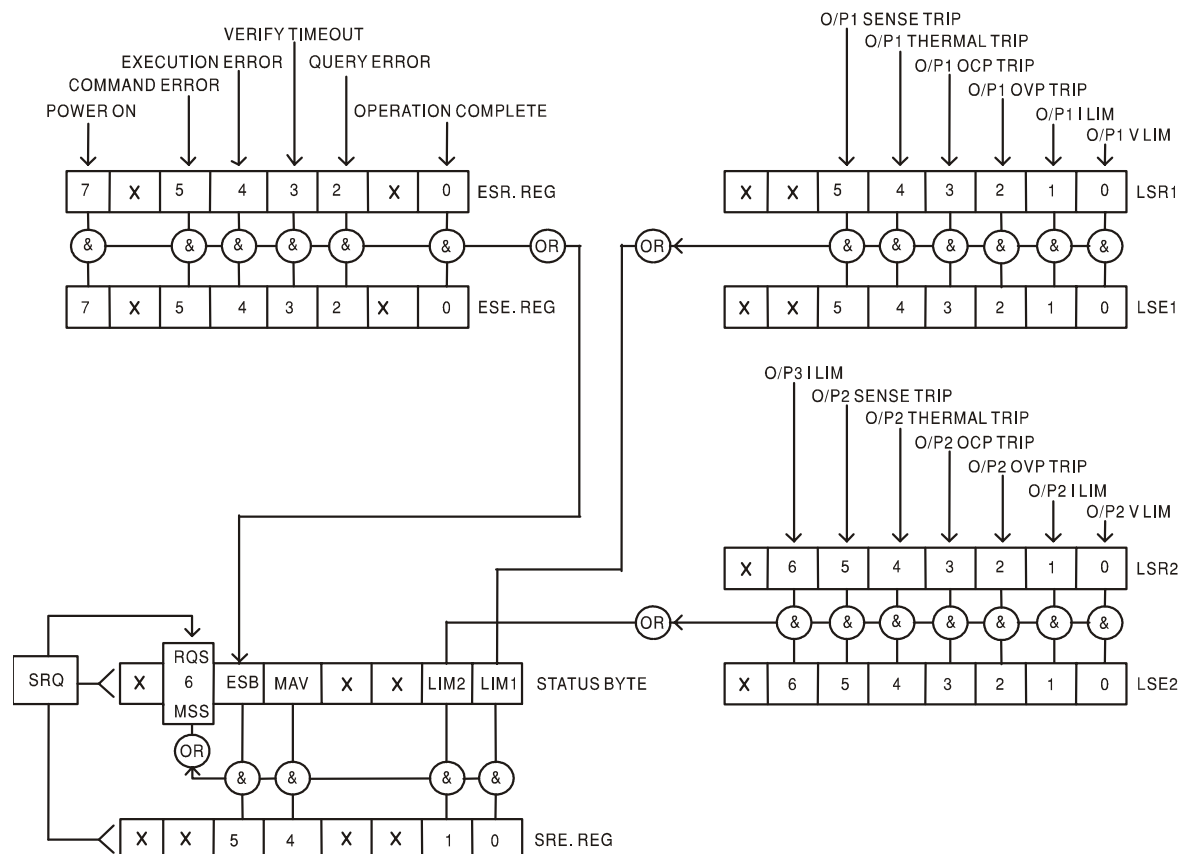 VERIFY TIMEOUT
EXECUTION ERROR QUERY ERROR
COMMAND ERROR
POWER ON OPERATION COMPLETE
7 X 5 4 3 2 X 0 ESR. REG
& & & & & & OR
7 X 5 4 3 2 X 0 ESE. REG
O/P1 SENSE TRIP
O/P1 THERMAL TRIP
O/P1 OCP TRIP
O/P1 OVP TRIP
O/P1 I LIM
O/P1 V LIM
X X 5 4 3 2 1 0 LSR1
OR & & & & & &
X X 5 4 3 2 1 0 LSE1
O/P3 I LIM
O/P2 SENSE TRIP
O/P2 THERMAL TRIP
O/P2 OCP TRIP
O/P2 OVP TRIP
O/P2 I LIM
O/P2 V LIM
X 6 5 4 3 2 1 0 LSR2
OR & & & & & & &
X 6 5 4 3 2 1 0 LSE2
RQS
SRQ X 6 ESB MAV X X LIM2 LIM1 STATUS BYTE
MSS
OR
& & & &
X X 5 4 X X 1 0 SRE. REG